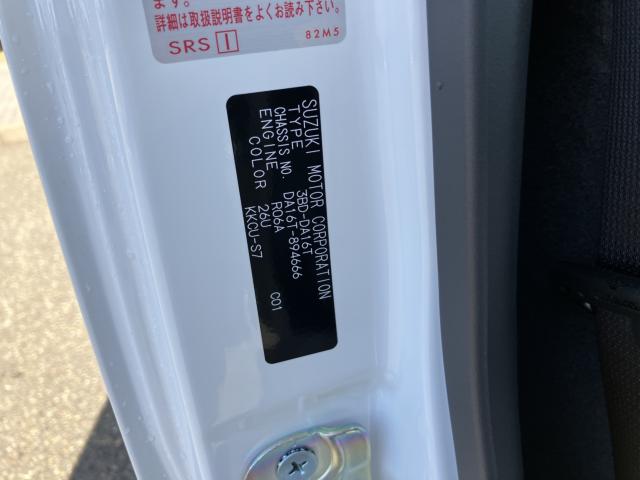 ます。
詳細は取扱説明書をよくお読み下さい。
SRS I
82M5
SUZUKI MOTOR CORPORATION
TYPE 3BD-DA16T
CHASSIS NO. DA16T-894666
ENGINE R06A
COLOR 26U C01
KKCU-S7